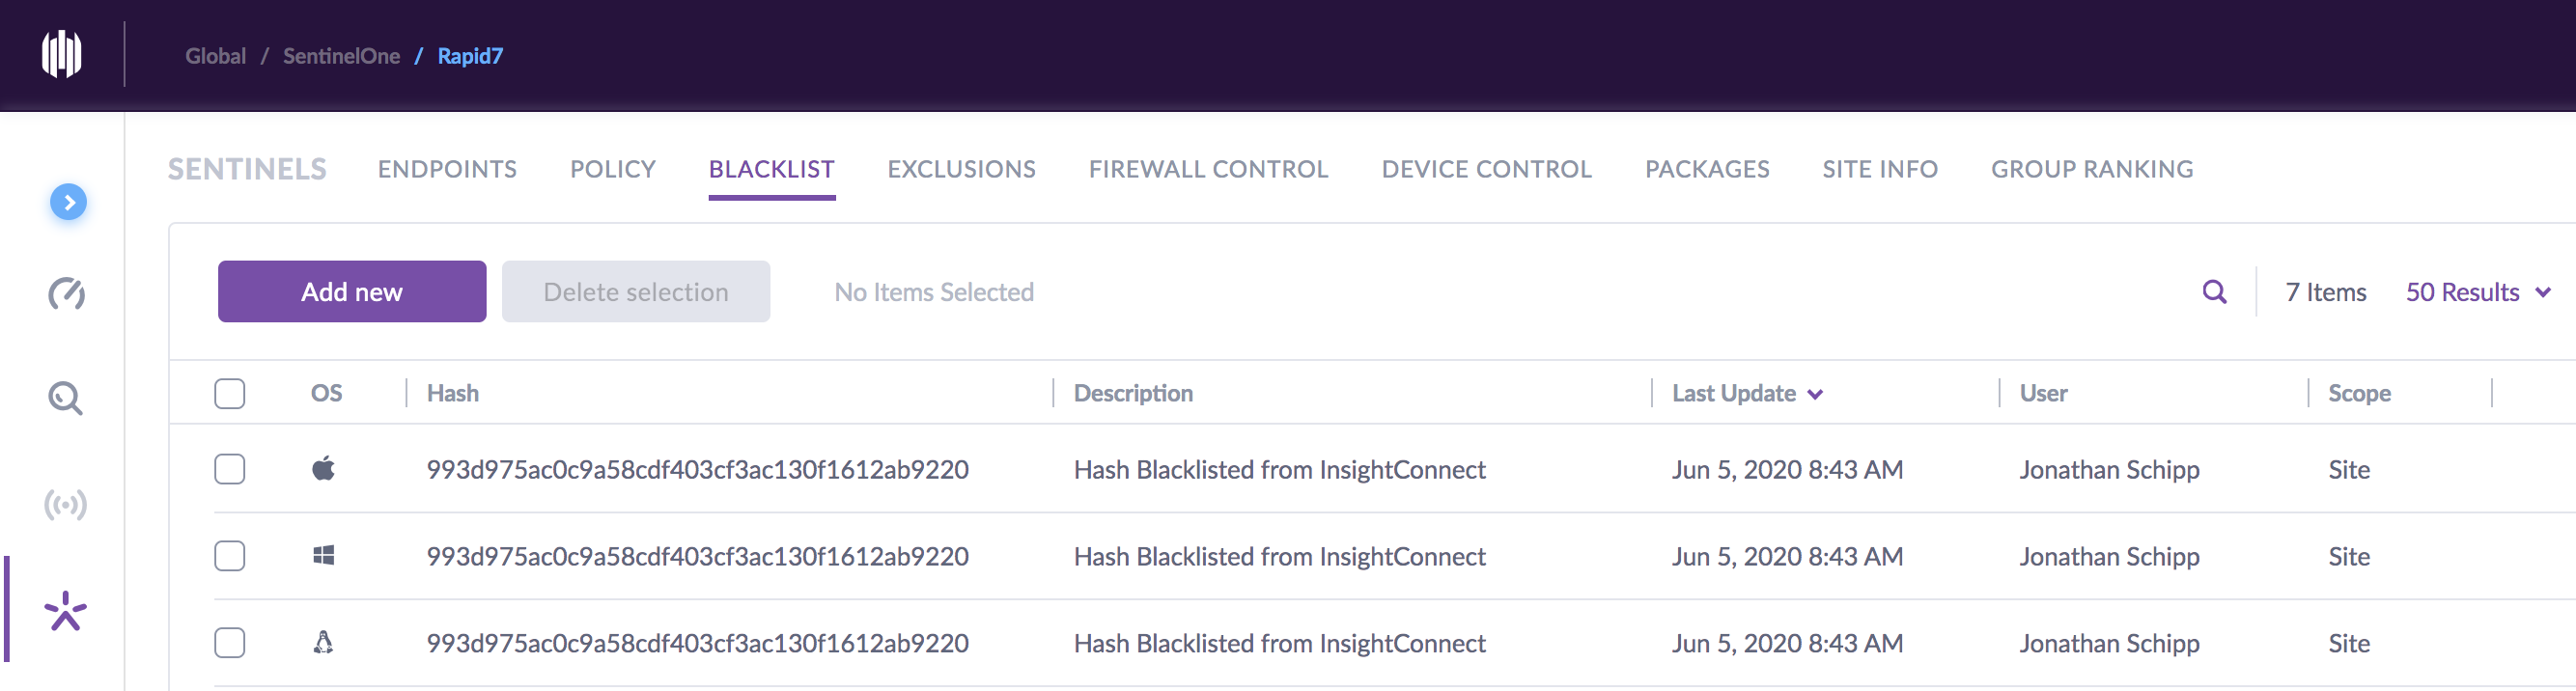 Global / SentinelOne / Rapid7
SENTINELS ENDPOINTS POLICY BLACKLIST EXCLUSIONS FIREWALL CONTROL DEVICE CONTROL PACKAGES SITE INFO GROUP RANKING
Add new Delete selection No Items Selected 7 Items 50 Results
OS Hash Description Last Update User Scope
993d975ac0c9a58cdf403cf3ac130f1612ab9220 Hash Blacklisted from InsightConnect Jun 5, 2020 8:43 AM Jonathan Schipp Site
993d975ac0c9a58cdf403cf3ac130f1612ab9220 Hash Blacklisted from InsightConnect Jun 5, 2020 8:43 AM Jonathan Schipp Site
993d975ac0c9a58cdf403cf3ac130f1612ab9220 Hash Blacklisted from InsightConnect Jun 5, 2020 8:43 AM Jonathan Schipp Site